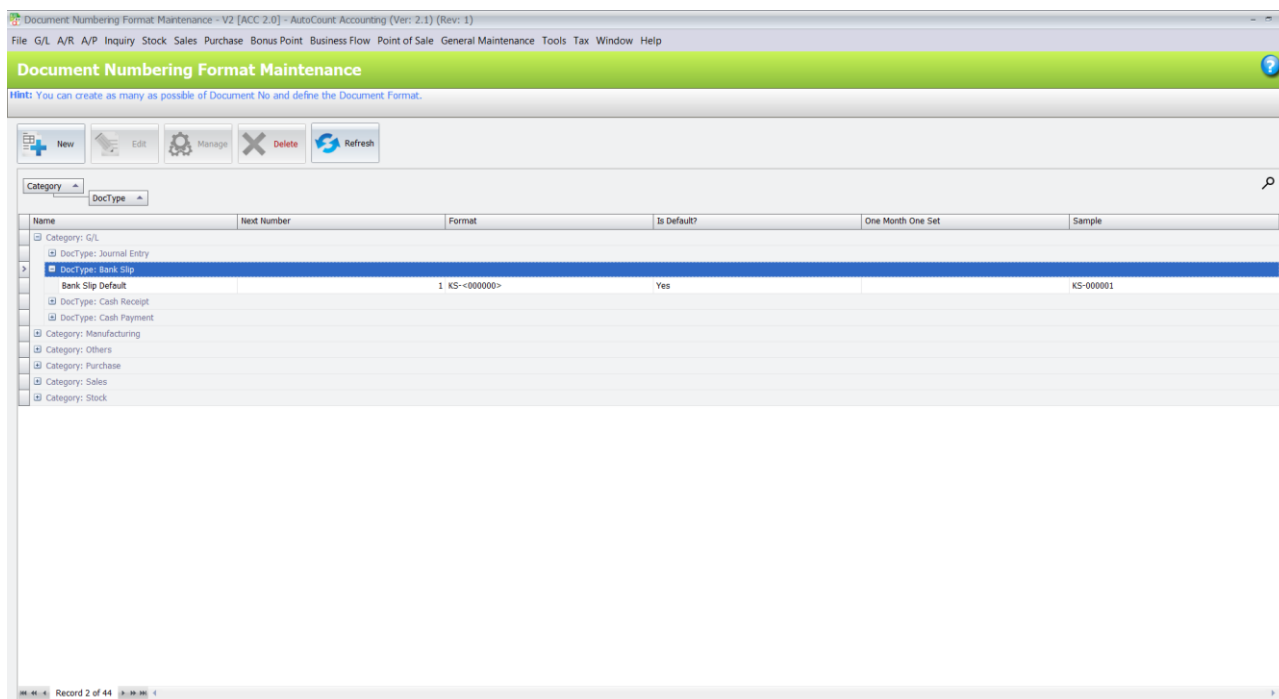 Document Numbering Format Maintenance - V2 [ACC 2.0] - AutoCount Accounting (Ver: 2.1) (Rev: 1)
File G/L A/R A/P Inquiry Stock Sales Purchase Bonus Point Business Flow Point of Sale General Maintenance Tools Tax Window Help
Document Numbering Format Maintenance
Hint: You can create as many as possible of Document No and define the Document Format.
New Edit Manage Delete Refresh
Category
DocType
Name Next Number Format Is Default? One Month One Set Sample
Category: G/L
DocType: Journal Entry
DocType: Bank Slip
Bank Slip Default 1 KS-<000000> Yes KS-000001
DocType: Cash Receipt
DocType: Cash Payment
Category: Manufacturing
Category: Others
Category: Purchase
Category: Sales
Category: Stock
Record 2 of 44